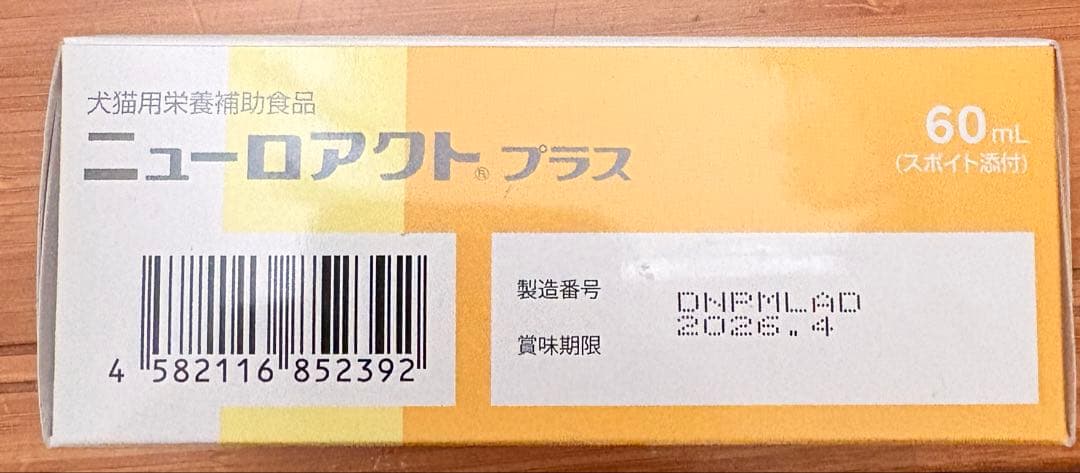 犬猫用栄養補助食品
ニューロアクト® プラス
60mL
(スポイト添付)
製造番号 DNPMLAD
賞味期限 2026.4
4 582116 852392